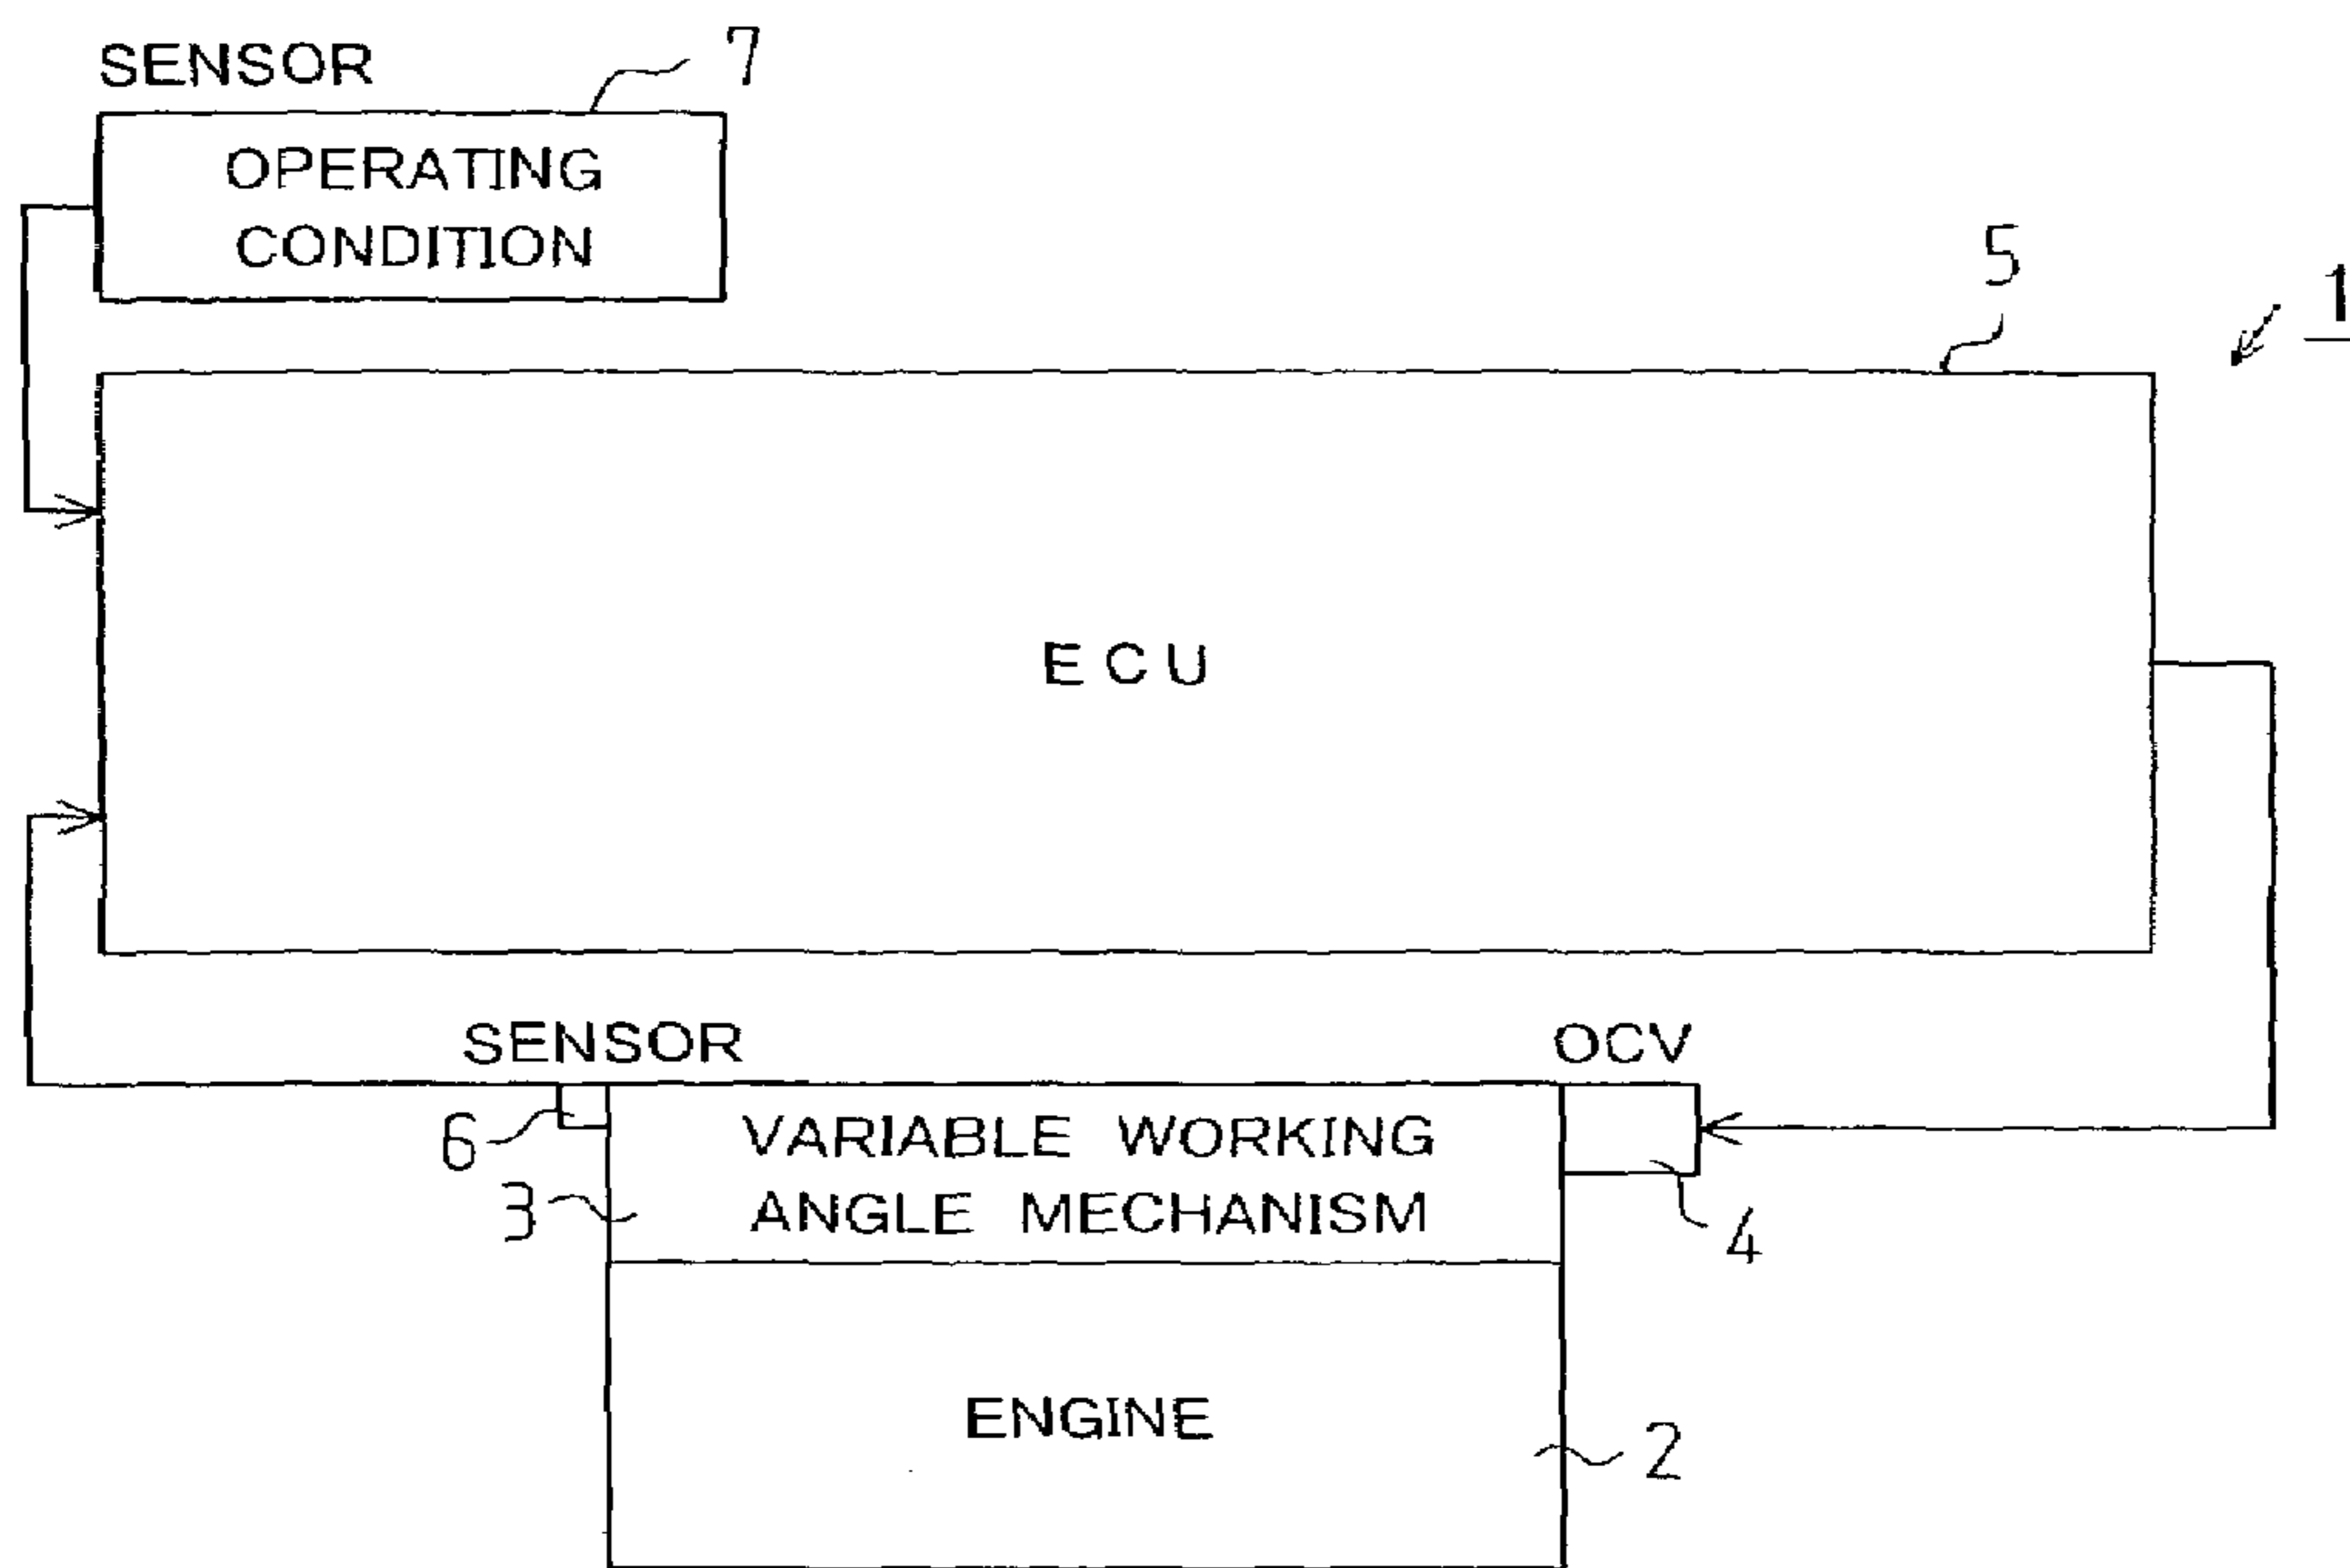 SENSOR
7
OPERATING
CONDITION
5
1
ECU
SENSOR
OCV
6
VARIABLE WORKING
3
ANGLE MECHANISM
4
ENGINE
2